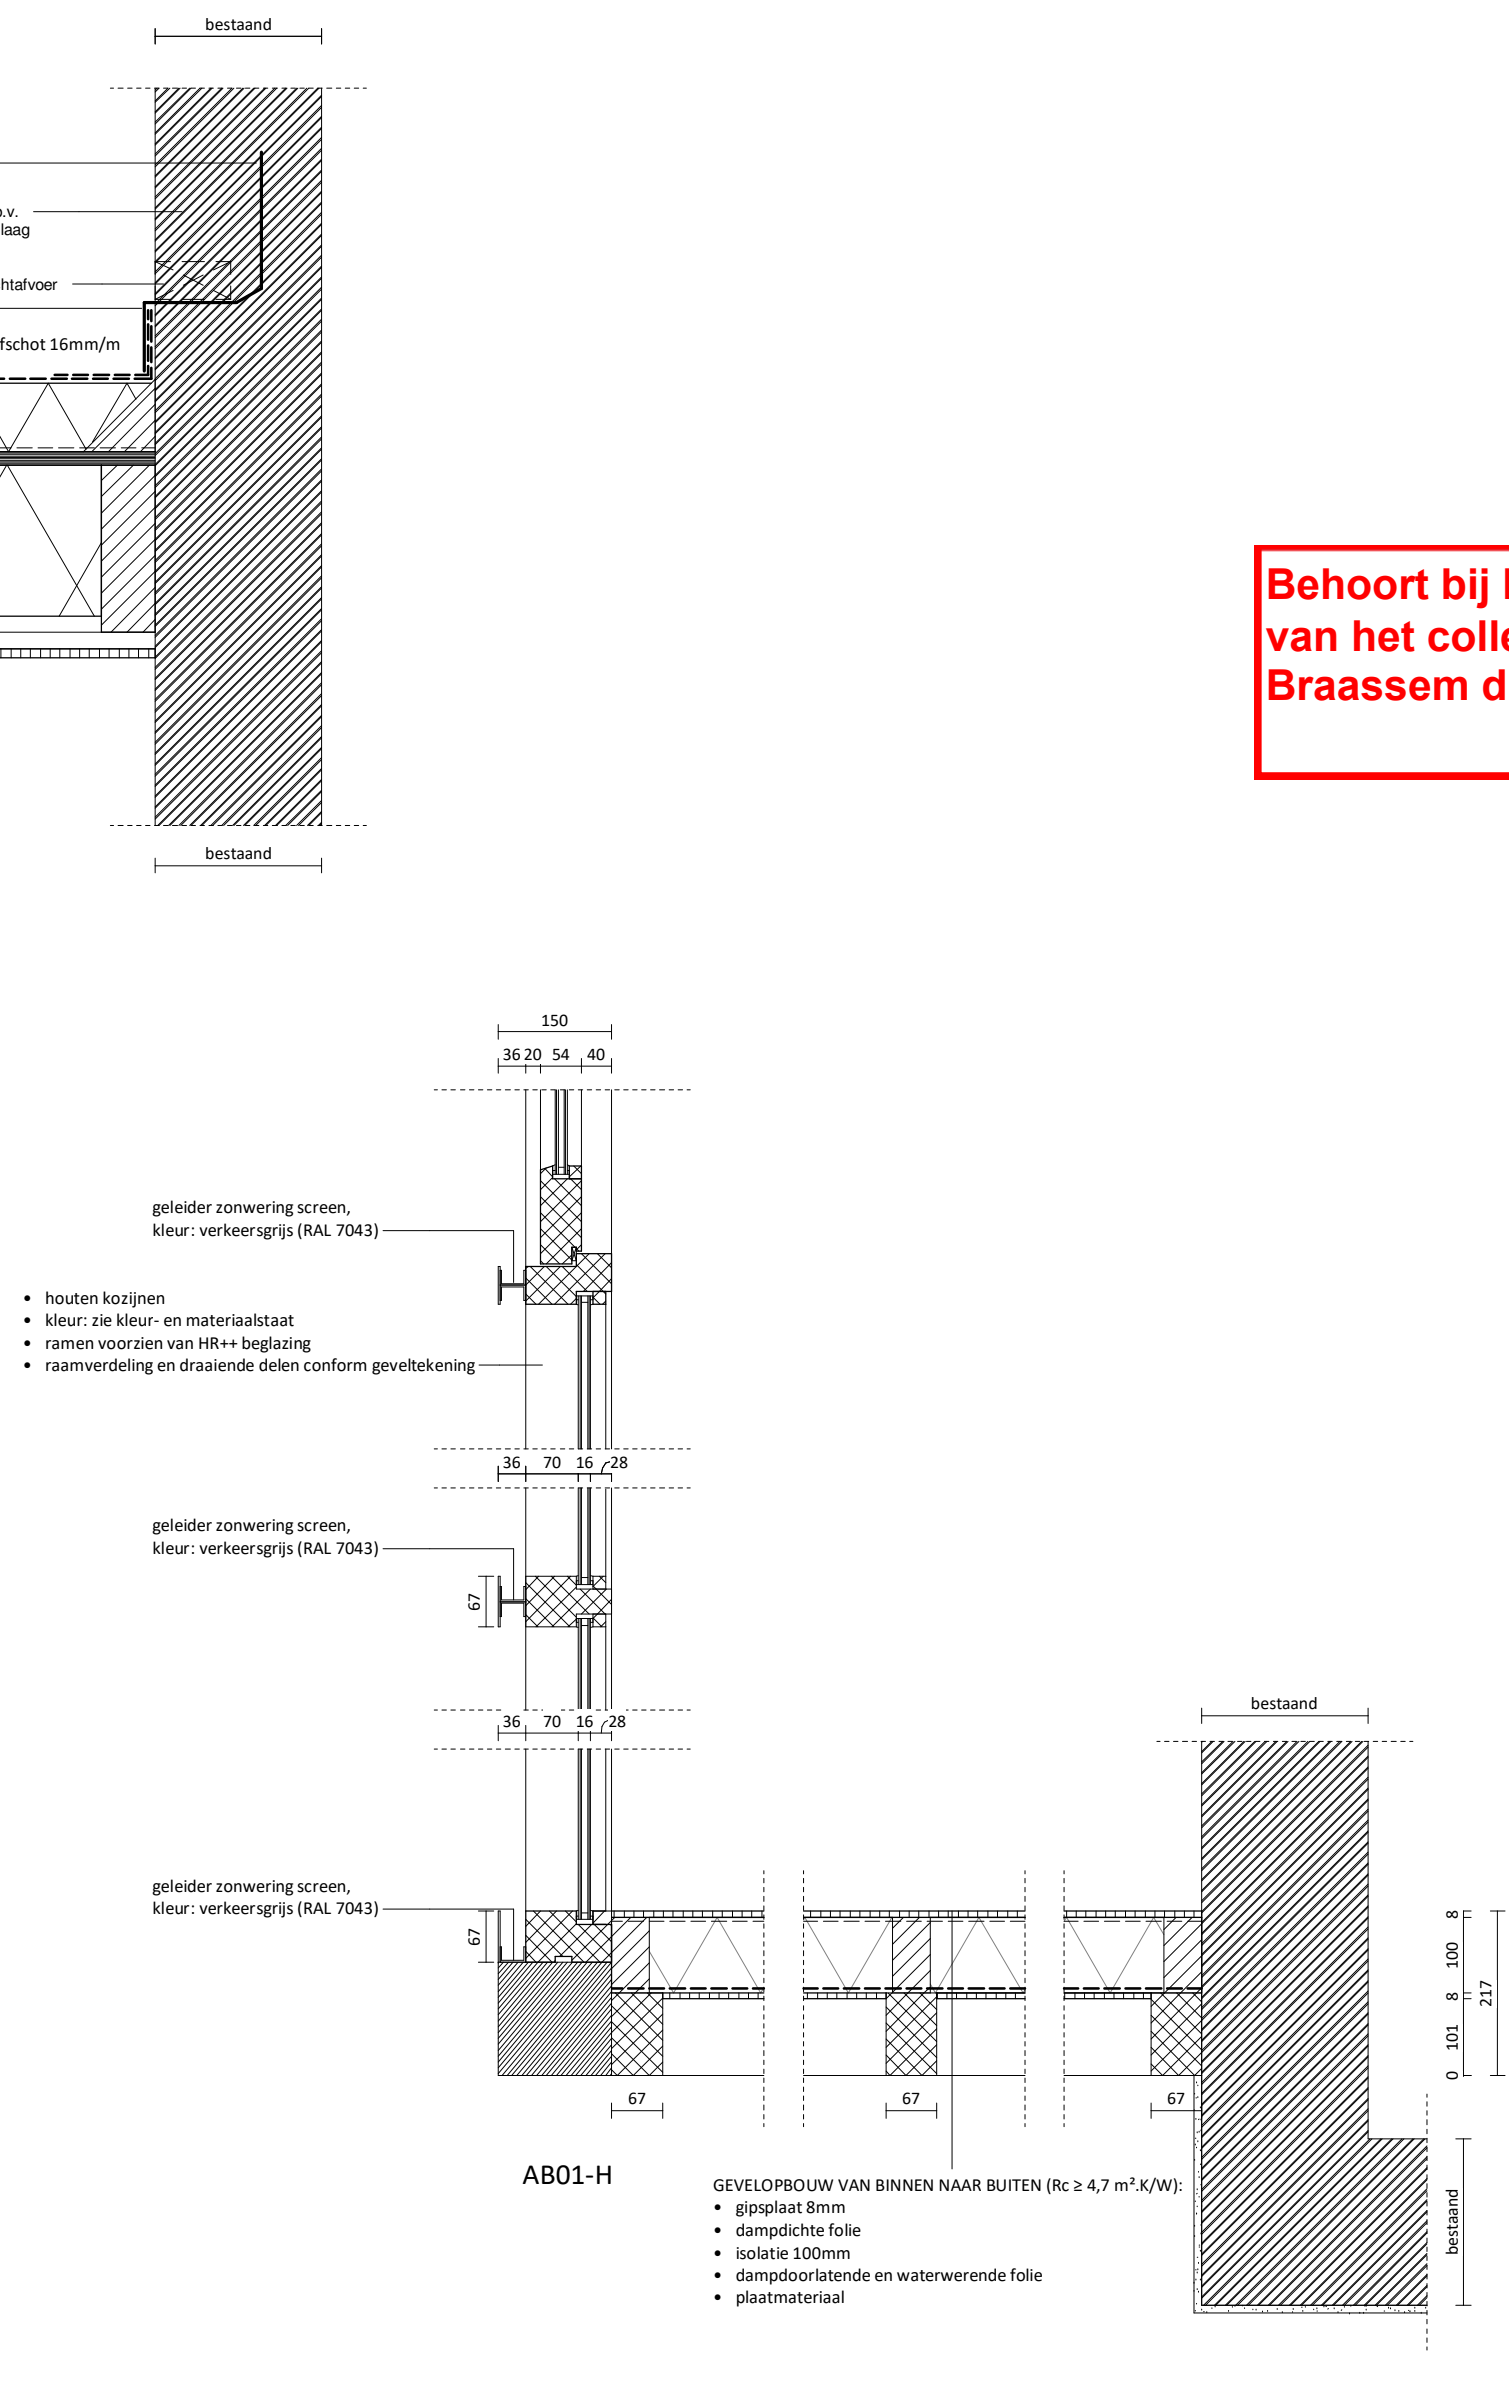 bestaand
laag
afschot 16mm/m
bestaand
Behoort bij
van het
Braassem
150
36 20 54 40
geleider zonwering screen,
kleur: verkeersgrijs (RAL 7043)
• houten kozijnen
• kleur: zie kleur- en materiaalstaat
• ramen voorzien van HR++ beglazing
• raamverdeling en draaiende delen conform geveltekening
36 70 16 28
geleider zonwering screen,
kleur: verkeersgrijs (RAL 7043)
67
36 70 16 28
bestaand
geleider zonwering screen,
kleur: verkeersgrijs (RAL 7043)
67
8
100
8
101
0
217
67 67 67
AB01-H
GEVELOPBOUW VAN BINNEN NAAR BUITEN (Rc ≥ 4,7 m².K/W):
• gipsplaat 8mm
• dampdichte folie
• isolatie 100mm
• dampdoorlatende en waterwerende folie
• plaatmateriaal
bestaand